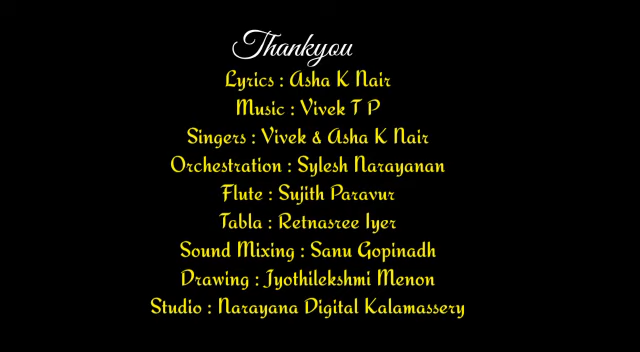 Thankyou
Lyrics : Asha K Nair
Music : Vivek T P
Singers : Vivek & Asha K Nair
Orchestration : Sylesh Narayanan
Flute : Sujith Paravur
Tabla : Retnasree Iyer
Sound Mixing : Sanu Gopinadh
Drawing : Jyothilekshmi Menon
Studio : Narayana Digital Kalamassery